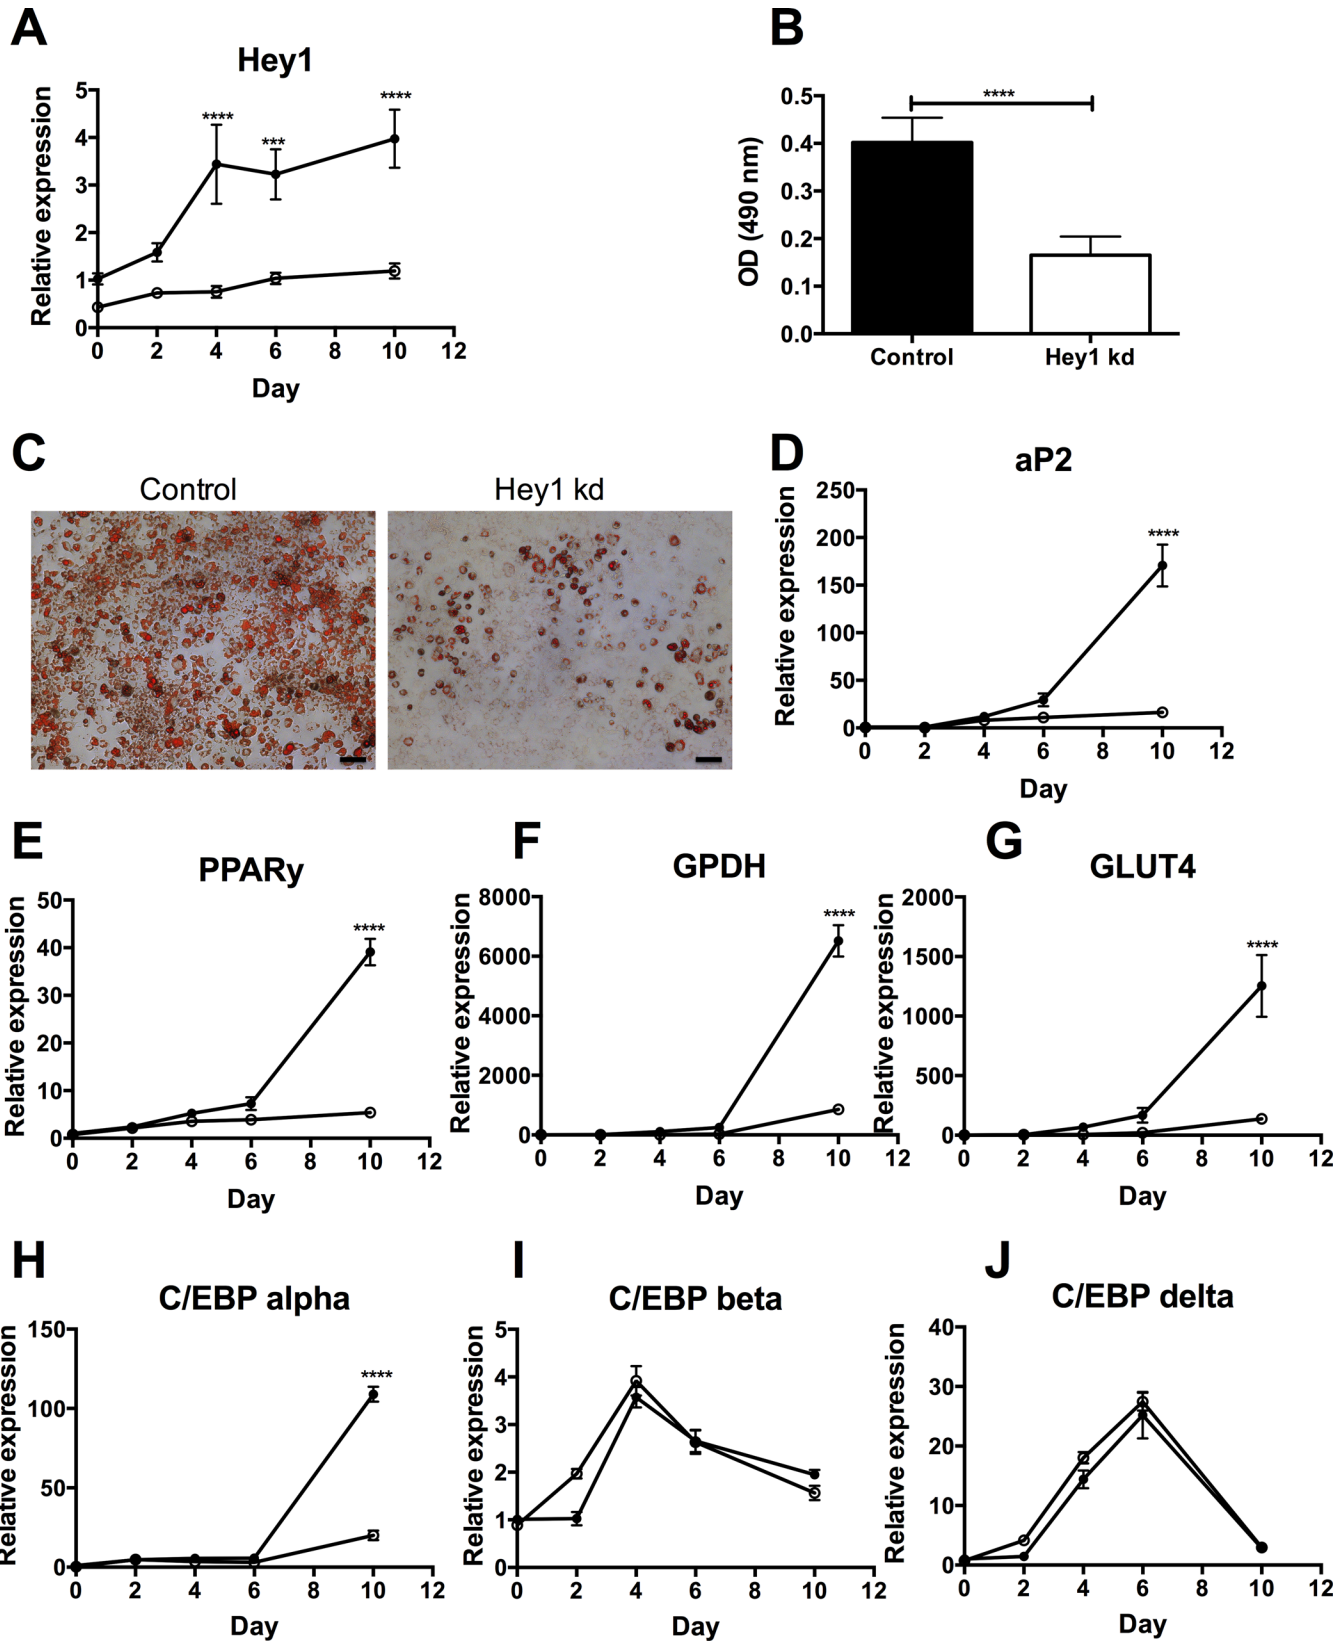 A
Hey1
Relative expression
5
4
3
2
1
0
****
***
****
0 2 4 6 8 10 12
Day
B
OD (490 nm)
0.5
0.4
0.3
0.2
0.1
0.0
****
Control Hey1 kd
C
Control Hey1 kd
D
aP2
Relative expression
250
200
150
100
50
0
****
0 2 4 6 8 10 12
Day
E
PPARy
Relative expression
50
40
30
20
10
0
****
0 2 4 6 8 10 12
Day
F
GPDH
Relative expression
8000
6000
4000
2000
0
****
0 2 4 6 8 10 12
Day
G
GLUT4
Relative expression
2000
1500
1000
500
0
****
0 2 4 6 8 10 12
Day
H
C/EBP alpha
Relative expression
150
100
50
0
****
0 2 4 6 8 10 12
Day
I
C/EBP beta
Relative expression
5
4
3
2
1
0
0 2 4 6 8 10 12
Day
J
C/EBP delta
Relative expression
40
30
20
10
0
0 2 4 6 8 10 12
Day